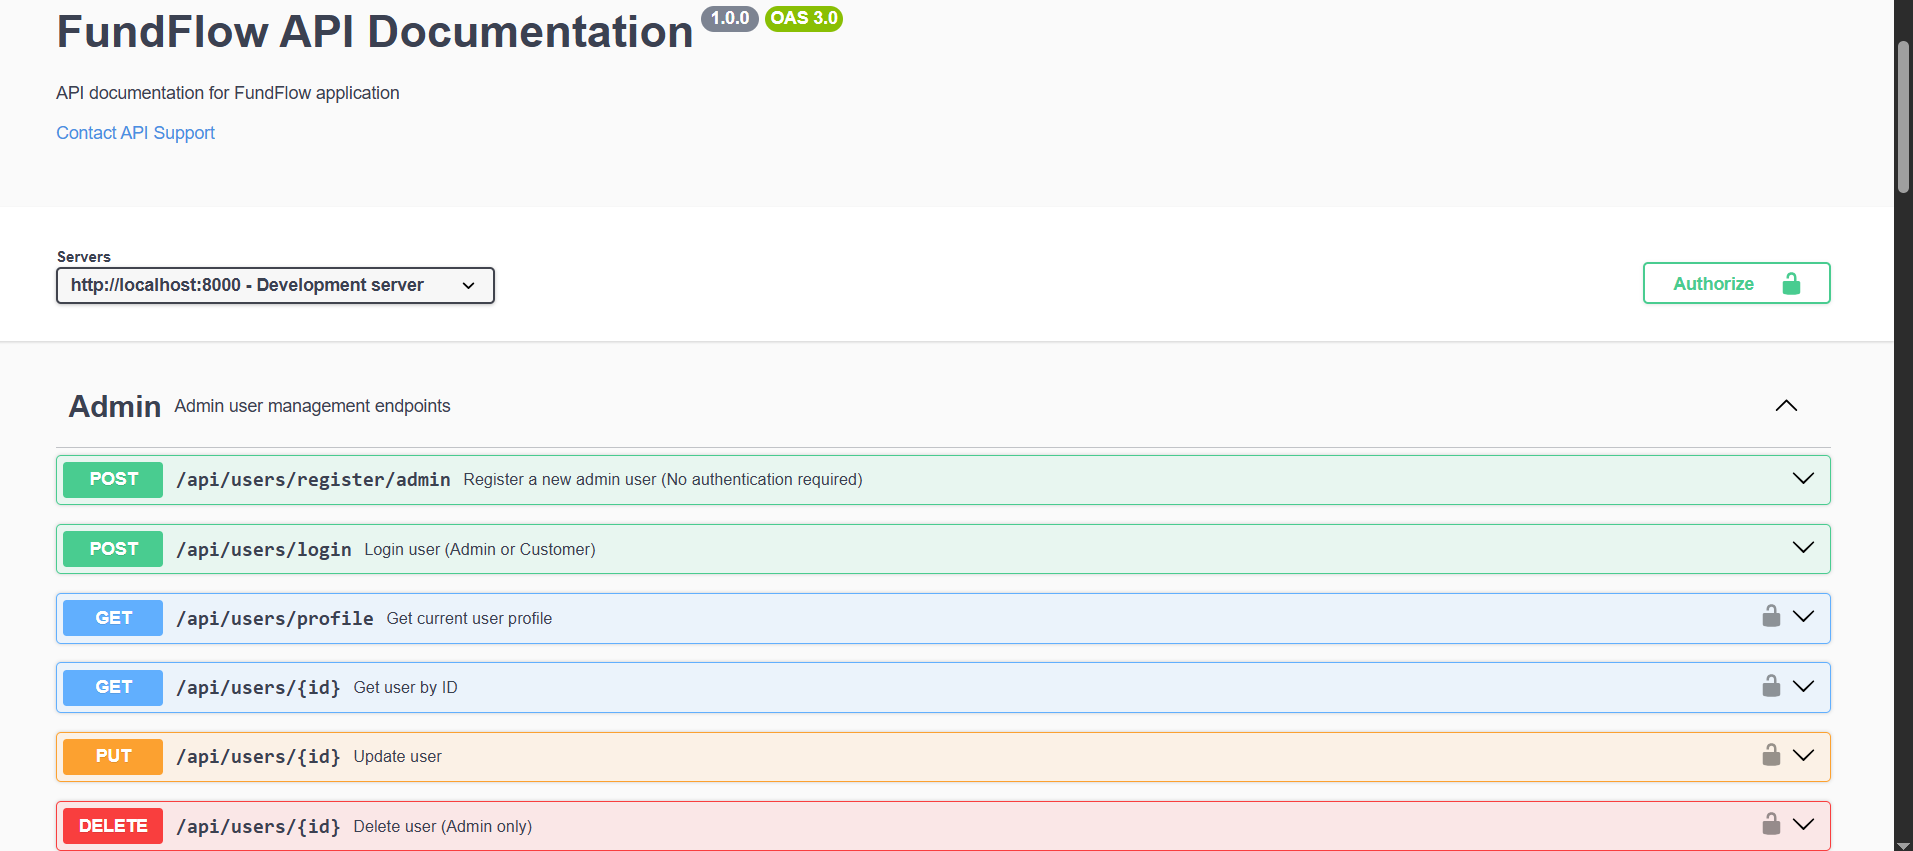 FundFlow API Documentation 1.0.0 OAS 3.0
API documentation for FundFlow application
Contact API Support
Servers
http://localhost:8000 - Development server
Authorize
Admin Admin user management endpoints
POST /api/users/register/admin Register a new admin user (No authentication required)
POST /api/users/login Login user (Admin or Customer)
GET /api/users/profile Get current user profile
GET /api/users/{id} Get user by ID
PUT /api/users/{id} Update user
DELETE /api/users/{id} Delete user (Admin only)